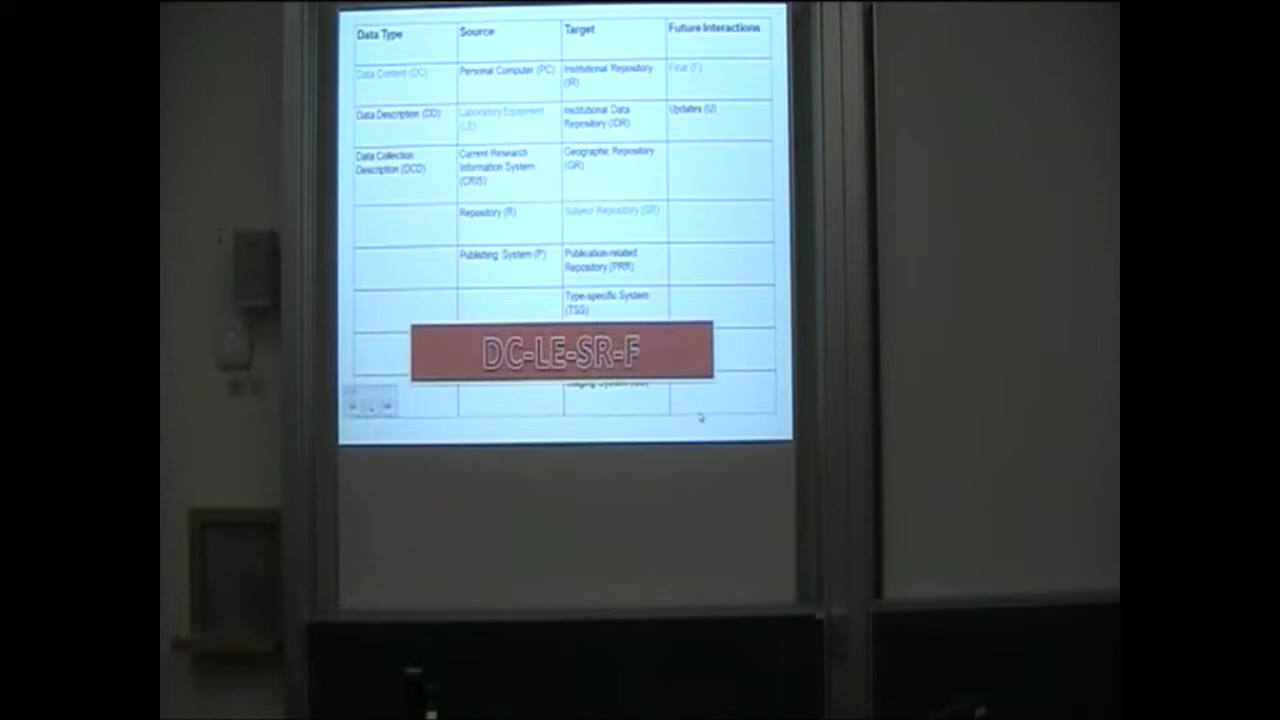 Data Type Source Target Future Interactions
Data Content (DC) Personal Computer (PC) Institutional Repository Final (F)
(IR)
Data Description (DD) Laboratory Equipment Institutional Data Updates (U)
(LE) Repository (IDR)
Data Collection Current Research Geographic Repository
Description (DCD) Information System (GR)
(CRIS)
Repository (R) Subject Repository (SR)
Publishing System (P) Publication-related
Repository (PRR)
Type-specific System
(TSS)
DC-LE-SR-F
System